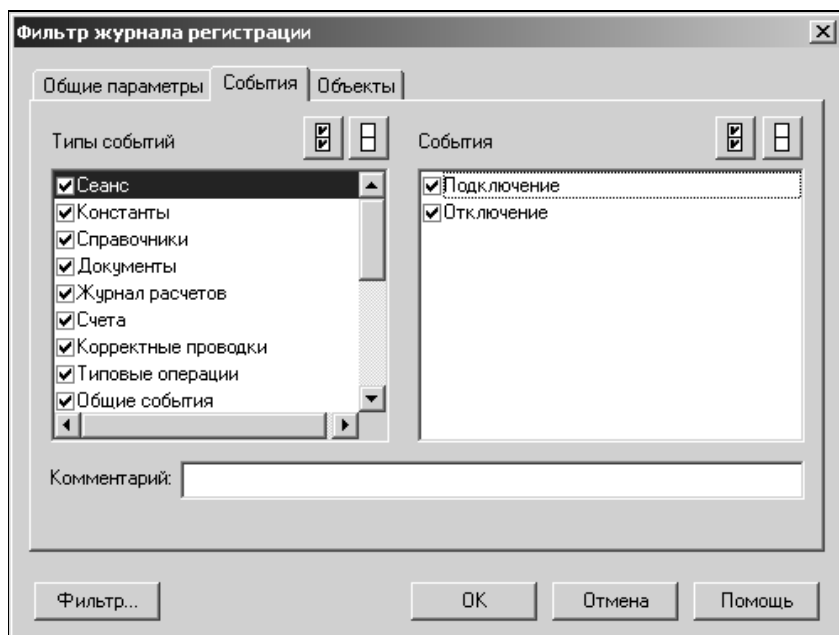 Фильтр журнала регистрации
Общие параметры События Объекты
Типы событий События
Сеанс
Константы
Справочники
Документы
Журнал расчетов
Счета
Корректные проводки
Типовые операции
Общие события
Подключение
Отключение
Комментарий:
Фильтр... OK Отмена Помощь